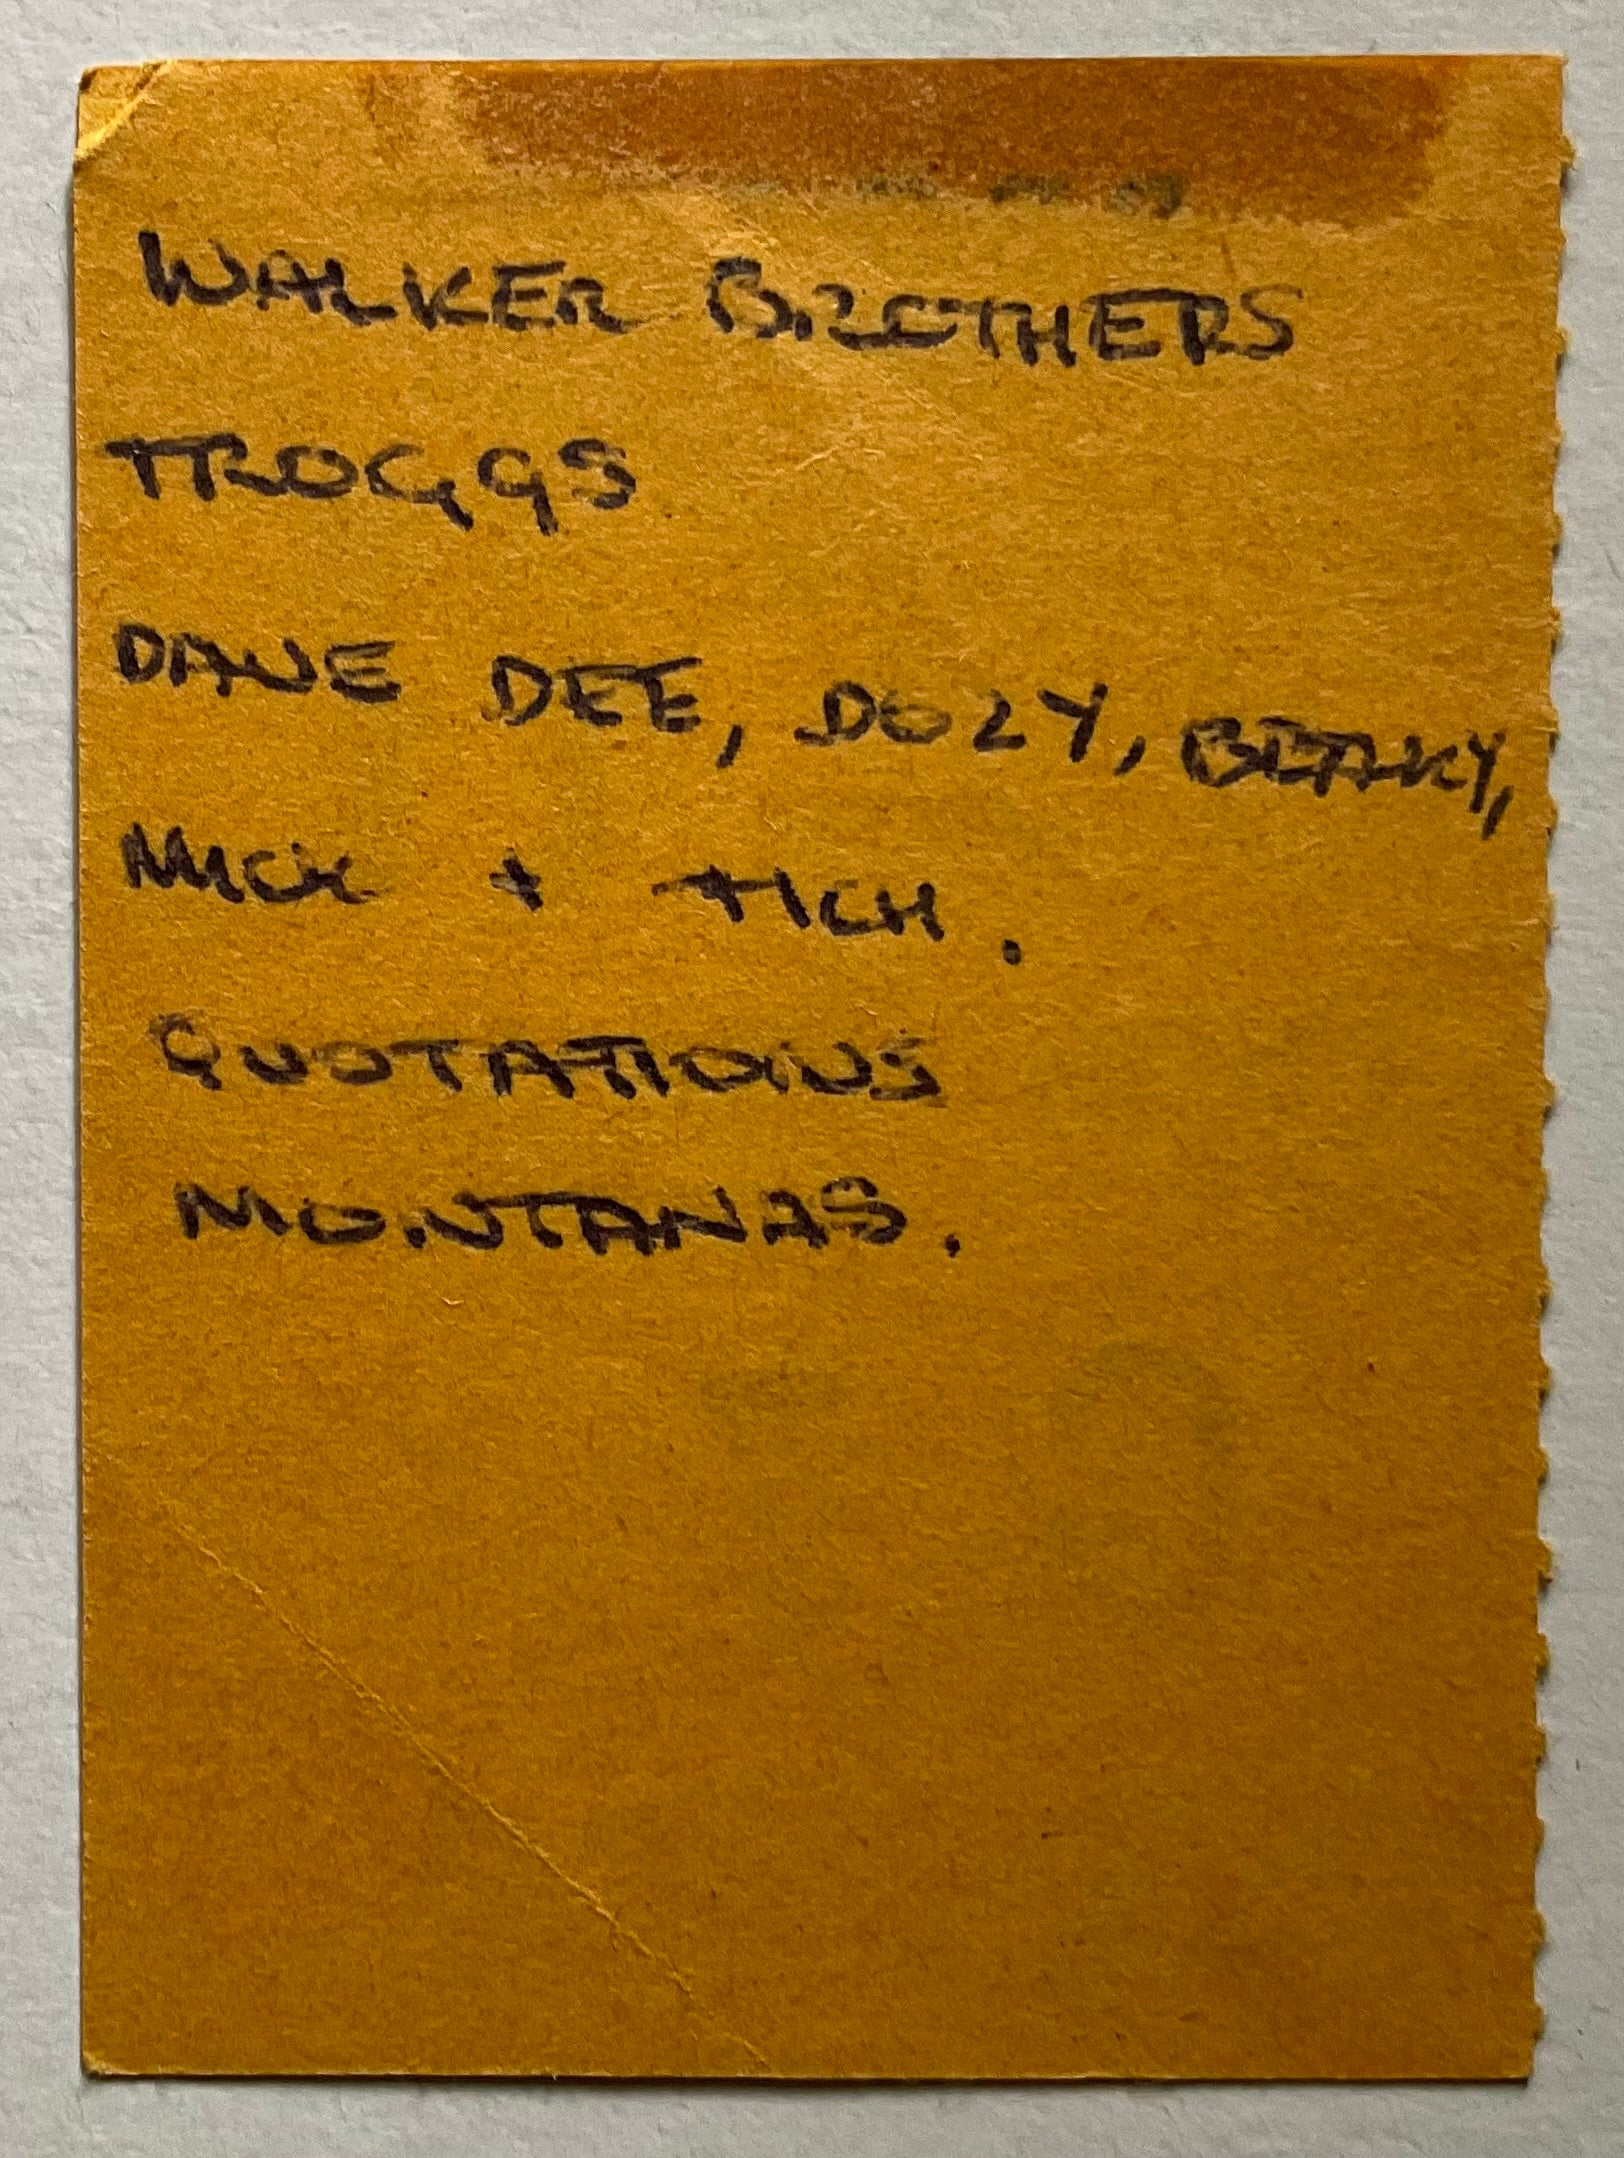 WALKER BROTHERS
TROGGS
DAVE DEE, DOZY, BEAKY,
MICK + TICH.
QUOTATIONS
MONTANAS.